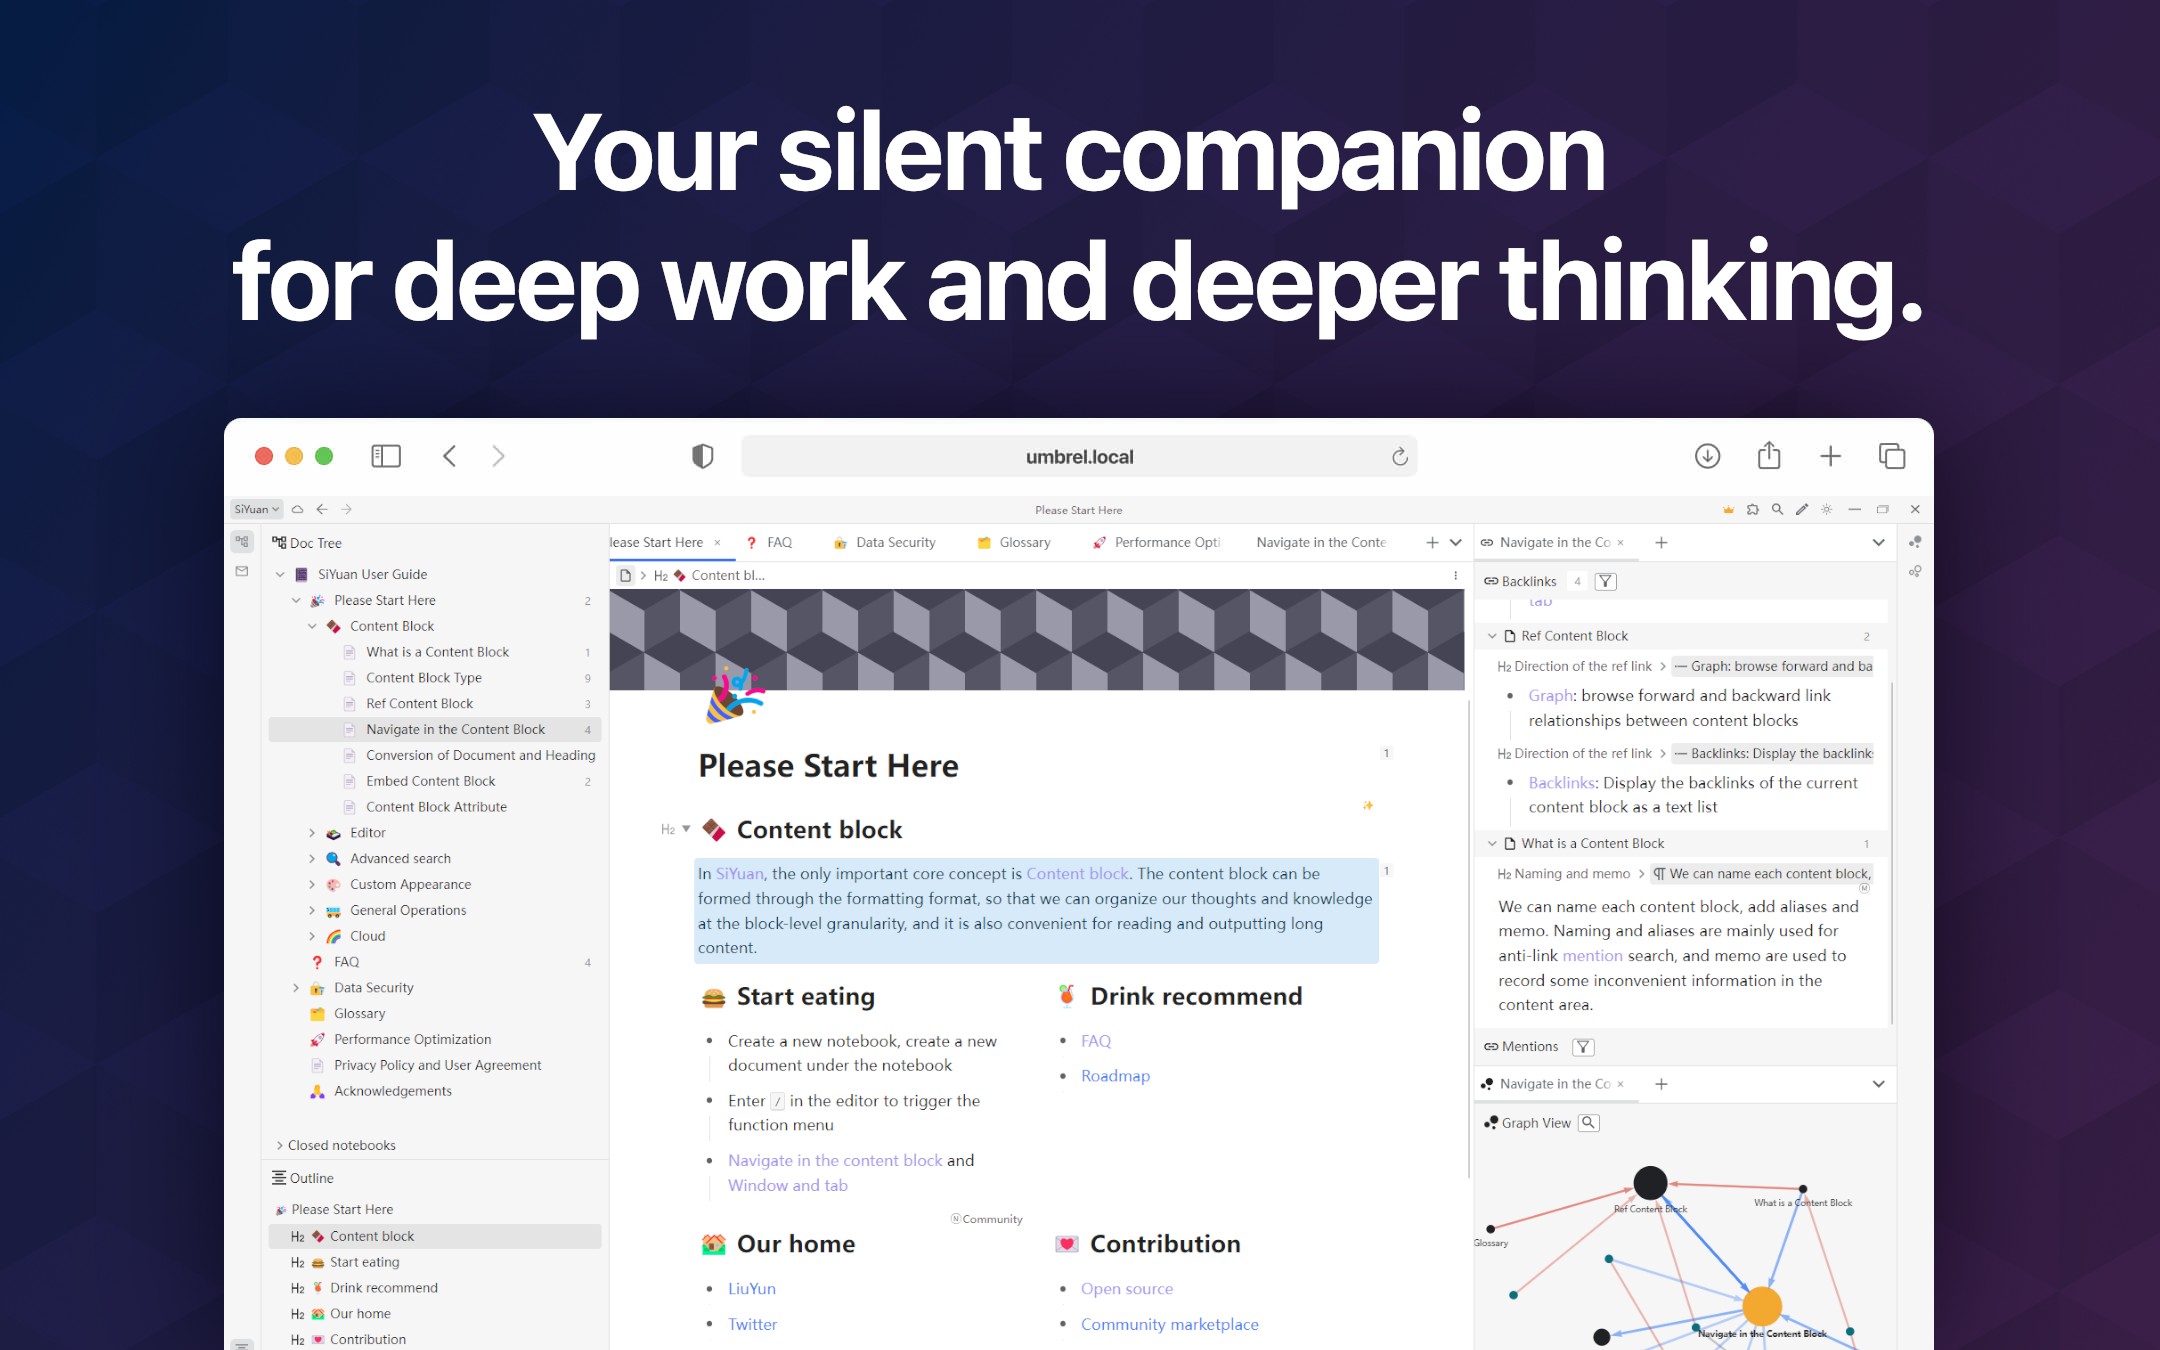 Your silent companion
for deep work and deeper thinking.
umbrel.local
SiYuan
Please Start Here
Doc Tree
SiYuan User Guide
Please Start Here 2
Content Block
What is a Content Block 1
Content Block Type 9
Ref Content Block 3
Navigate in the Content Block 4
Conversion of Document and Heading
Embed Content Block 2
Content Block Attribute
Editor
Advanced search
Custom Appearance
General Operations
Cloud
FAQ 4
Data Security
Glossary
Performance Optimization
Privacy Policy and User Agreement
Acknowledgements
Closed notebooks
Outline
Please Start Here
H2 Content block
H2 Start eating
H2 Drink recommend
H2 Our home
H2 Contribution
lease Start Here FAQ Data Security Glossary Performance Opti Navigate in the Conte
H2 Content bl...
Please Start Here 1
H2 Content block
In SiYuan, the only important core concept is Content block. The content block can be 1
formed through the formatting format, so that we can organize our thoughts and knowledge
at the block-level granularity, and it is also convenient for reading and outputting long
content.
Start eating
Create a new notebook, create a new
document under the notebook
Enter / in the editor to trigger the
function menu
Navigate in the content block and
Window and tab
Drink recommend
FAQ
Roadmap
N Community
Our home
LiuYun
Twitter
Contribution
Open source
Community marketplace
Navigate in the Co
Backlinks 4
tab
Ref Content Block 2
H2 Direction of the ref link > Graph: browse forward and ba
Graph: browse forward and backward link
relationships between content blocks
H2 Direction of the ref link > Backlinks: Display the backlinks
Backlinks: Display the backlinks of the current
content block as a text list
What is a Content Block 1
H2 Naming and memo > ¶ We can name each content block,
M
We can name each content block, add aliases and
memo. Naming and aliases are mainly used for
anti-link mention search, and memo are used to
record some inconvenient information in the
content area.
Mentions
Navigate in the Co
Graph View
Ref Content Block
What is a Content Block
Glossary
Navigate in the Content Block